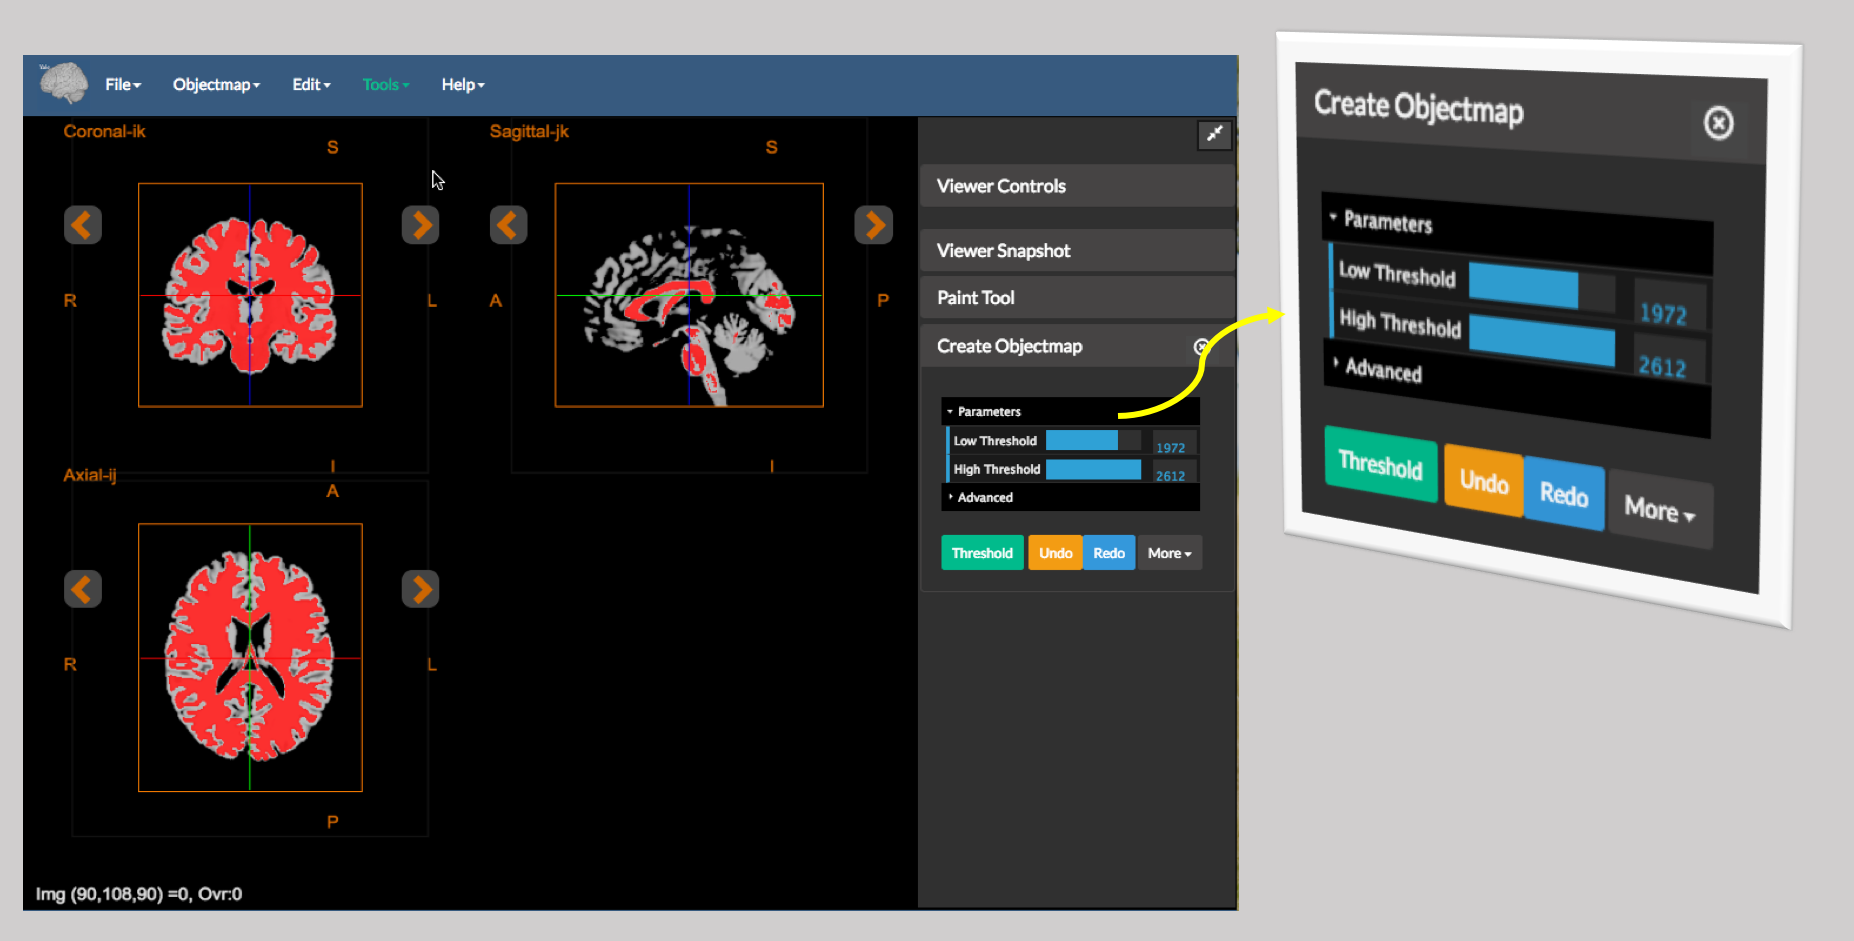 File
Objectmap
Edit
Tools
Help
Coronal-ik
S
R
L
I
Sagittal-jk
S
A
P
I
Axial-ij
A
R
L
P
Img (90,108,90) =0, Ovr:0
Viewer Controls
Viewer Snapshot
Paint Tool
Create Objectmap
Parameters
Low Threshold 1972
High Threshold 2612
Advanced
Threshold Undo Redo More
Create Objectmap
Parameters
Low Threshold 1972
High Threshold 2612
Advanced
Threshold Undo Redo More